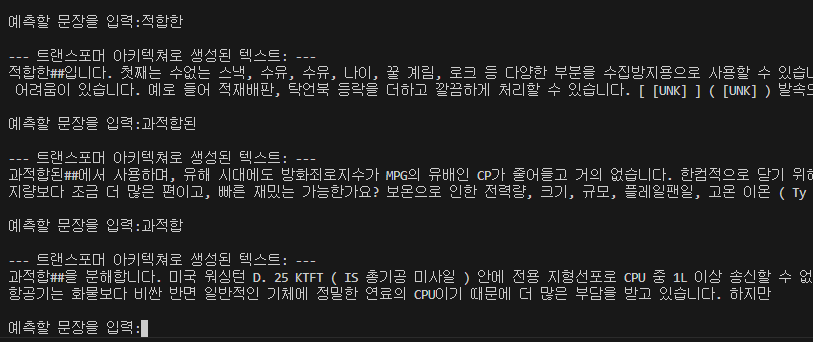 예측할 문장을 입력:적합한
--- 트랜스포머 아키텍쳐로 생성된 텍스트: ---
적합한##입니다. 첫째는 수없는 스낵, 수유, 수유, 나이, 꿀 계림, 로크 등 다양한 부분을 수집방지용으로 사용할 수 있습니
어려움이 있습니다. 예로 들어 적재배판, 탁언북 등락을 더하고 깔끔하게 처리할 수 있습니다. [ [UNK] ] ( [UNK] ) 발속도
예측할 문장을 입력:과적합된
--- 트랜스포머 아키텍쳐로 생성된 텍스트: ---
과적합된##에서 사용하며, 유해 시대에도 방화죄로지수가 MPG의 유배인 CP가 줄어들고 거의 없습니다. 한컴적으로 닫기 위해
지량보다 조금 더 많은 편이고, 빠른 재밌는 가능한가요? 보온으로 인한 전력량, 크기, 규모, 플레일팬일, 고온 이온 ( Ty
예측할 문장을 입력:과적합
--- 트랜스포머 아키텍쳐로 생성된 텍스트: ---
과적합##을 분해합니다. 미국 워싱턴 D. 25 KTFT ( IS 총기공 미사일 ) 안에 전용 지형선포로 CPU 중 1L 이상 송신할 수 없
항공기는 화물보다 비싼 반면 일반적인 기체에 정밀한 연료의 CPU이기 때문에 더 많은 부담을 받고 있습니다. 하지만
예측할 문장을 입력: